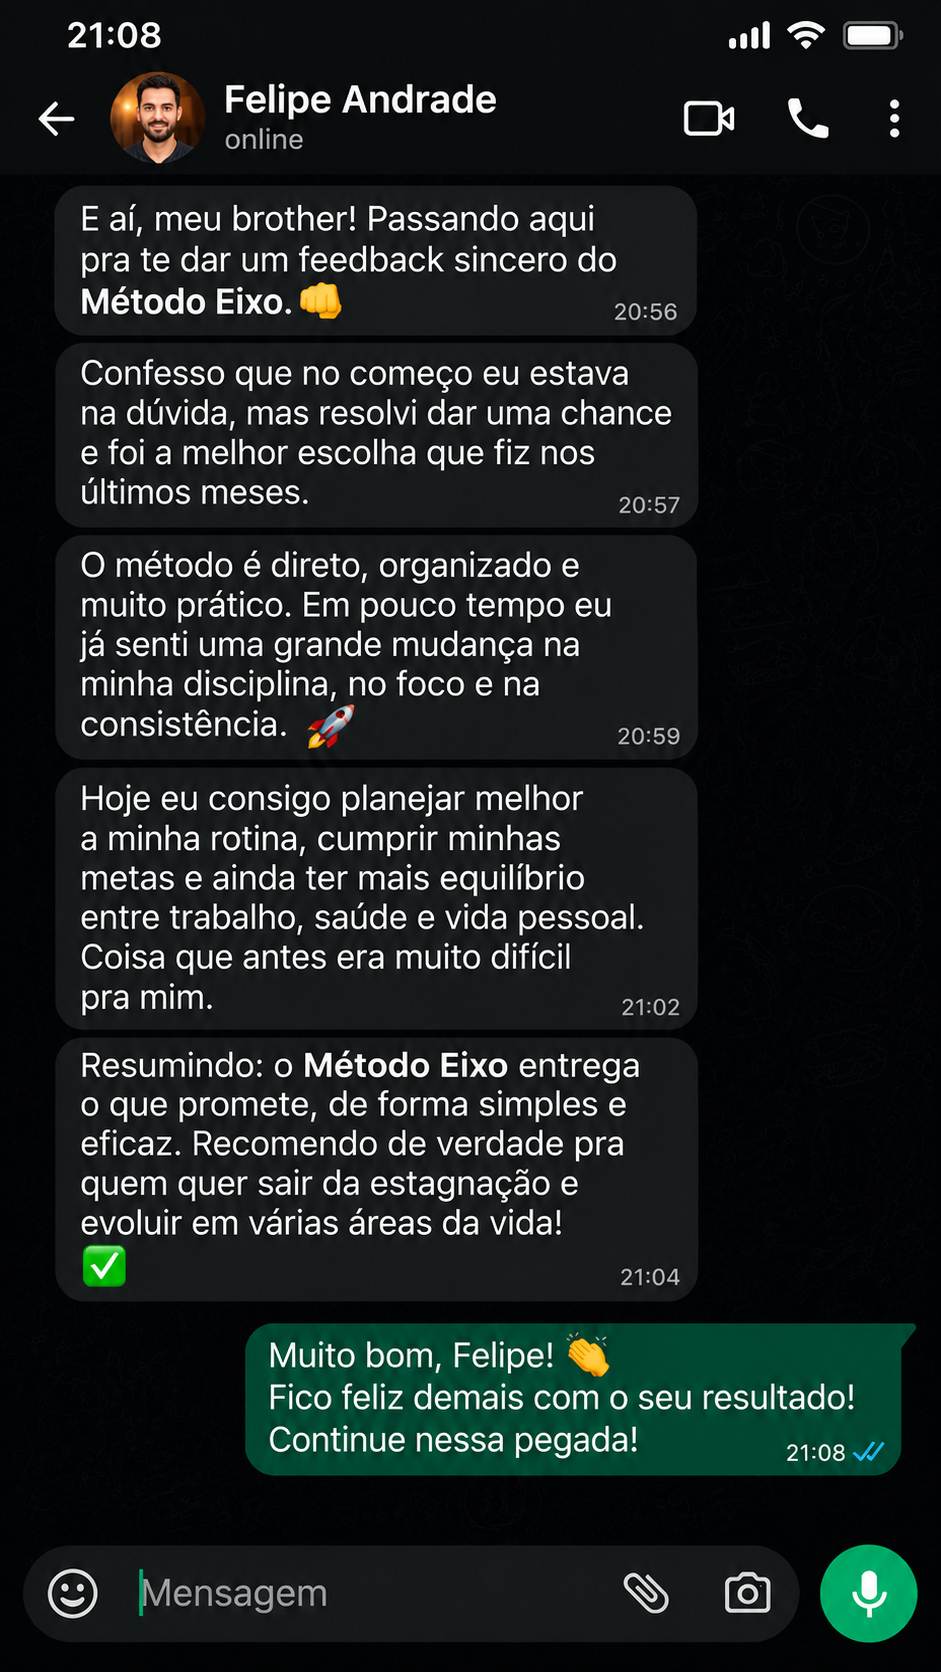 21:08
Felipe Andrade
online
E aí, meu brother! Passando aqui
pra te dar um feedback sincero do
Método Eixo. 👊
20:56
Confesso que no começo eu estava
na dúvida, mas resolvi dar uma chance
e foi a melhor escolha que fiz nos
últimos meses.
20:57
O método é direto, organizado e
muito prático. Em pouco tempo eu
já senti uma grande mudança na
minha disciplina, no foco e na
consistência. 🚀
20:59
Hoje eu consigo planejar melhor
a minha rotina, cumprir minhas
metas e ainda ter mais equilíbrio
entre trabalho, saúde e vida pessoal.
Coisa que antes era muito difícil
pra mim.
21:02
Resumindo: o Método Eixo entrega
o que promete, de forma simples e
eficaz. Recomendo de verdade pra
quem quer sair da estagnação e
evoluir em várias áreas da vida!
✅
21:04
Muito bom, Felipe! 👏
Fico feliz demais com o seu resultado!
Continue nessa pegada!
21:08
Mensagem